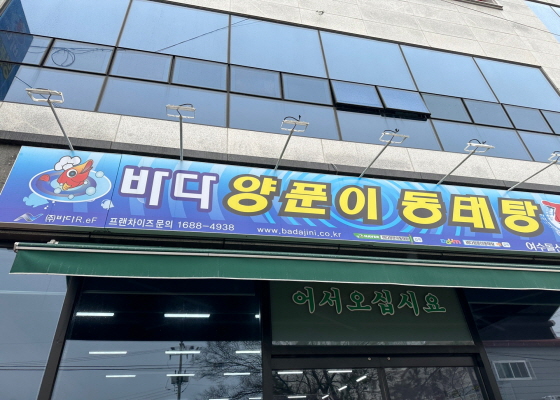 바다 양푼이 동태탕
(주)바다R.eF
프랜차이즈 문의 1688-4938
www.badajini.co.kr
어서오십시요